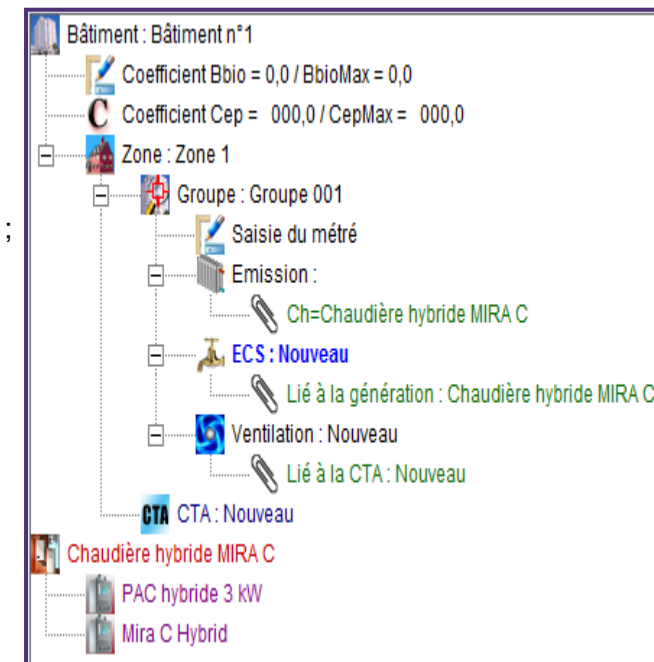 Bâtiment : Bâtiment n°1
Coefficient Bbio = 0,0 / BbioMax = 0,0
C Coefficient Cep = 000,0 / CepMax = 000,0
Zone : Zone 1
Groupe : Groupe 001
;
Saisie du métré
Emission :
Ch=Chaudière hybride MIRA C
ECS : Nouveau
Lié à la génération : Chaudière hybride MIRA C
Ventilation : Nouveau
Lié à la CTA : Nouveau
CTA CTA : Nouveau
Chaudière hybride MIRA C
PAC hybride 3 kW
Mira C Hybrid